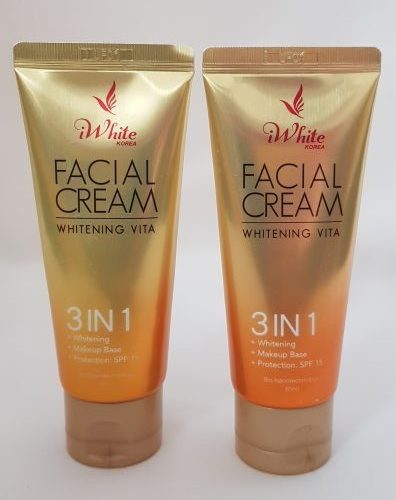 iWhite
KOREA
FACIAL
CREAM
WHITENING VITA
3 IN 1
• Whitening
• Makeup Base
• Protection: SPF 15
iWhite
KOREA
FACIAL
CREAM
WHITENING VITA
3 IN 1
• Whitening
• Makeup Base
• Protection: SPF 15
60ml